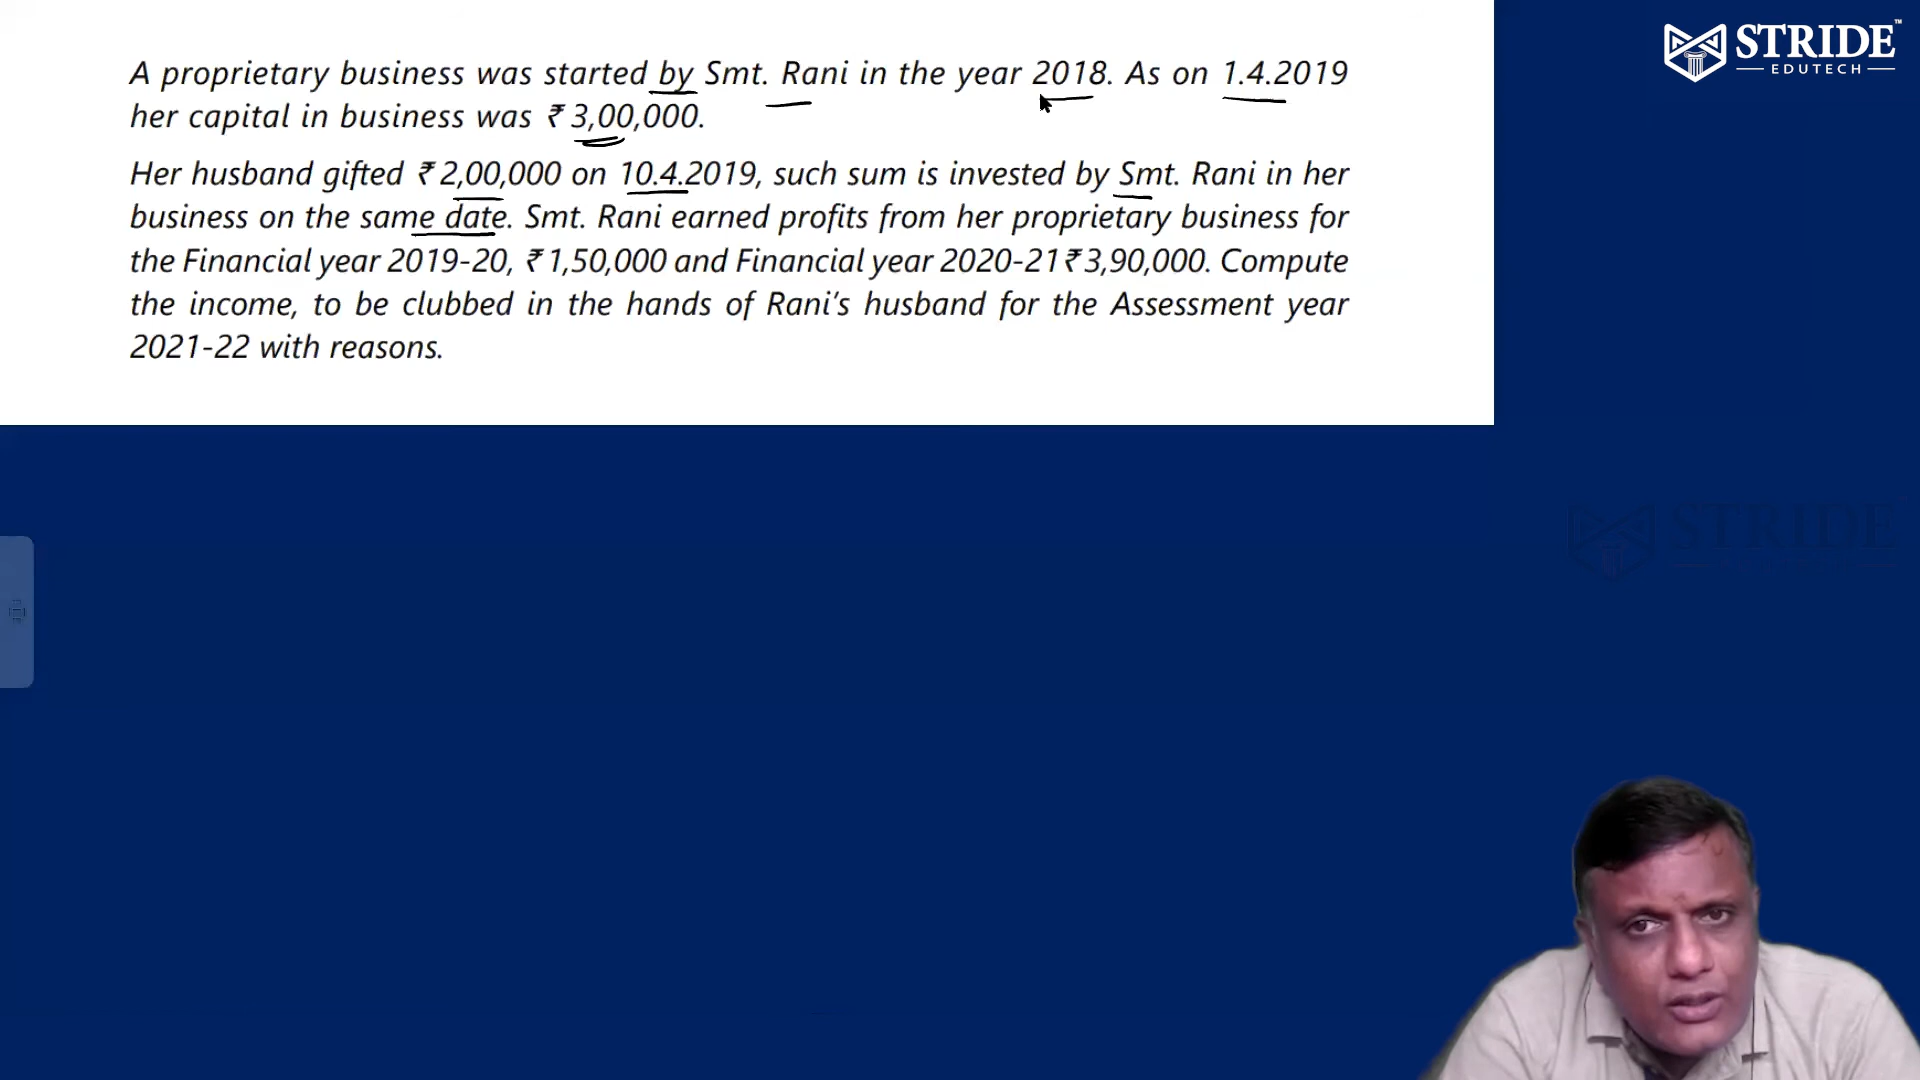 STRIDE™
EDUTECH
A proprietary business was started by Smt. Rani in the year 2018. As on 1.4.2019
her capital in business was ₹ 3,00,000.
Her husband gifted ₹ 2,00,000 on 10.4.2019, such sum is invested by Smt. Rani in her
business on the same date. Smt. Rani earned profits from her proprietary business for
the Financial year 2019-20, ₹ 1,50,000 and Financial year 2020-21 ₹ 3,90,000. Compute
the income, to be clubbed in the hands of Rani's husband for the Assessment year
2021-22 with reasons.
STRIDE